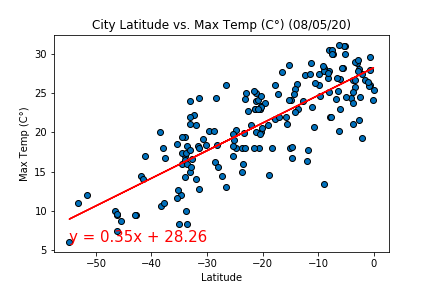 City Latitude vs. Max Temp (C°) (08/05/20)
30
25
20
15
10
5
Max Temp (C°)
y = 0.35x + 28.26
−50 −40 −30 −20 −10 0
Latitude